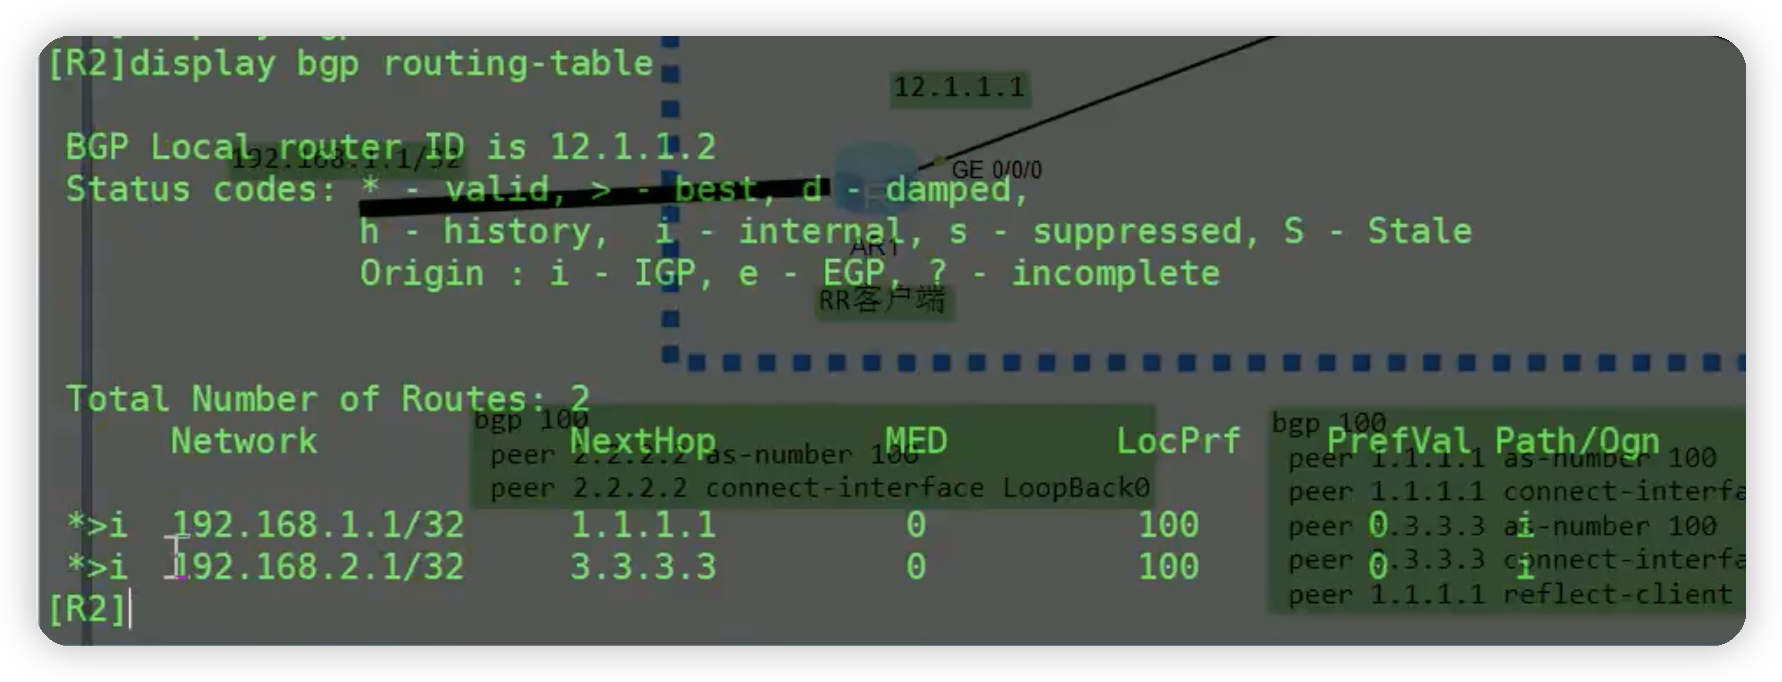 [R2]display bgp routing-table
12.1.1.1
BGP Local router ID is 12.1.1.2
192.168.1.1/32
GE 0/0/0
Status codes: * - valid, > - best, d - damped,
h - history,  i - internal, s - suppressed, S - Stale
AR1
Origin : i - IGP, e - EGP, ? - incomplete
RR客户端
Total Number of Routes: 2
Network NextHop MED LocPrf PrefVal Path/Ogn
*>i 192.168.1.1/32 1.1.1.1 0 100 0 i
*>i 192.168.2.1/32 3.3.3.3 0 100 0 i
[R2]
bgp 100
peer 2.2.2.2 as-number 100
peer 2.2.2.2 connect-interface LoopBack0
bgp 100
peer 1.1.1.1 as-number 100
peer 1.1.1.1
peer 3.3.3.3 as-number 100
peer 3.3.3.3
peer 1.1.1.1 reflect-client